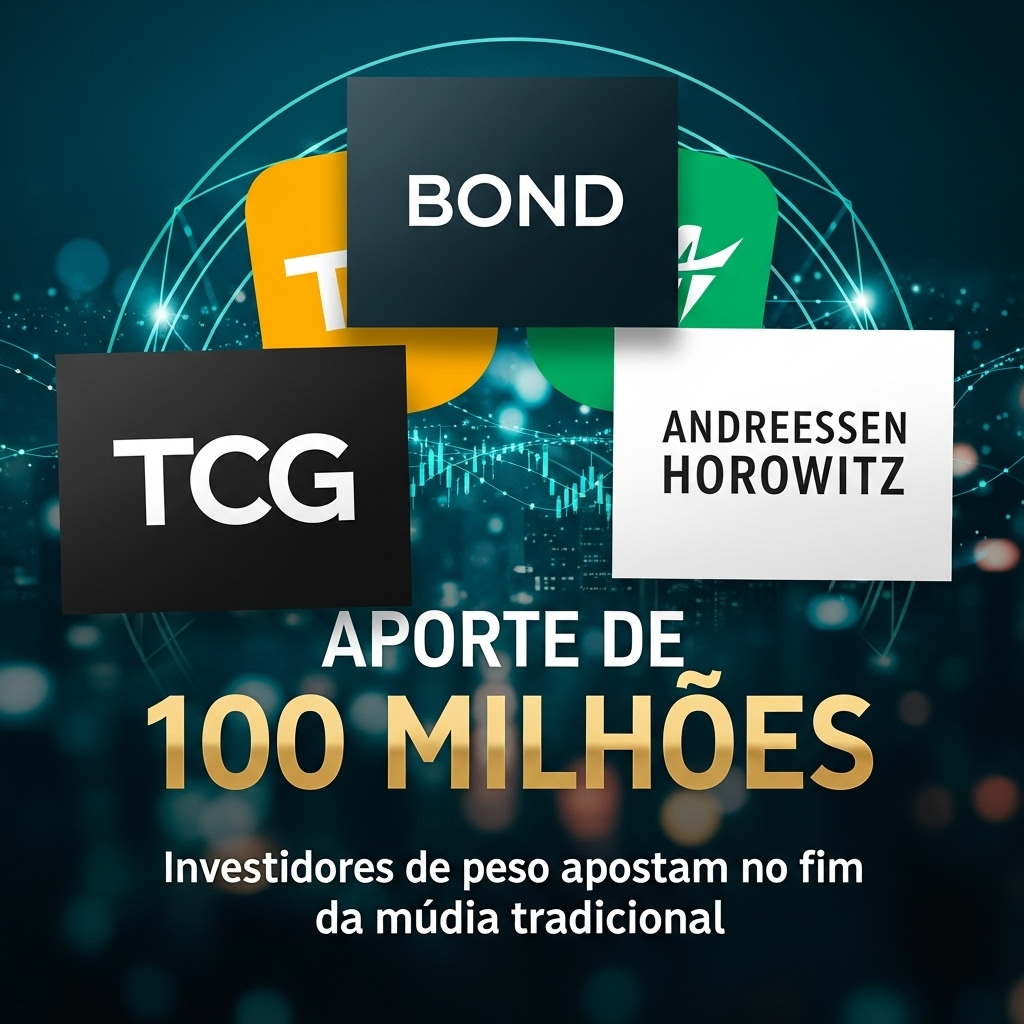 BOND
T
TCG
ANDREESSEN
HOROWITZ
APORTE DE
100 MILHÕES
Investidores de peso apostam no fim
da múdia tradicional